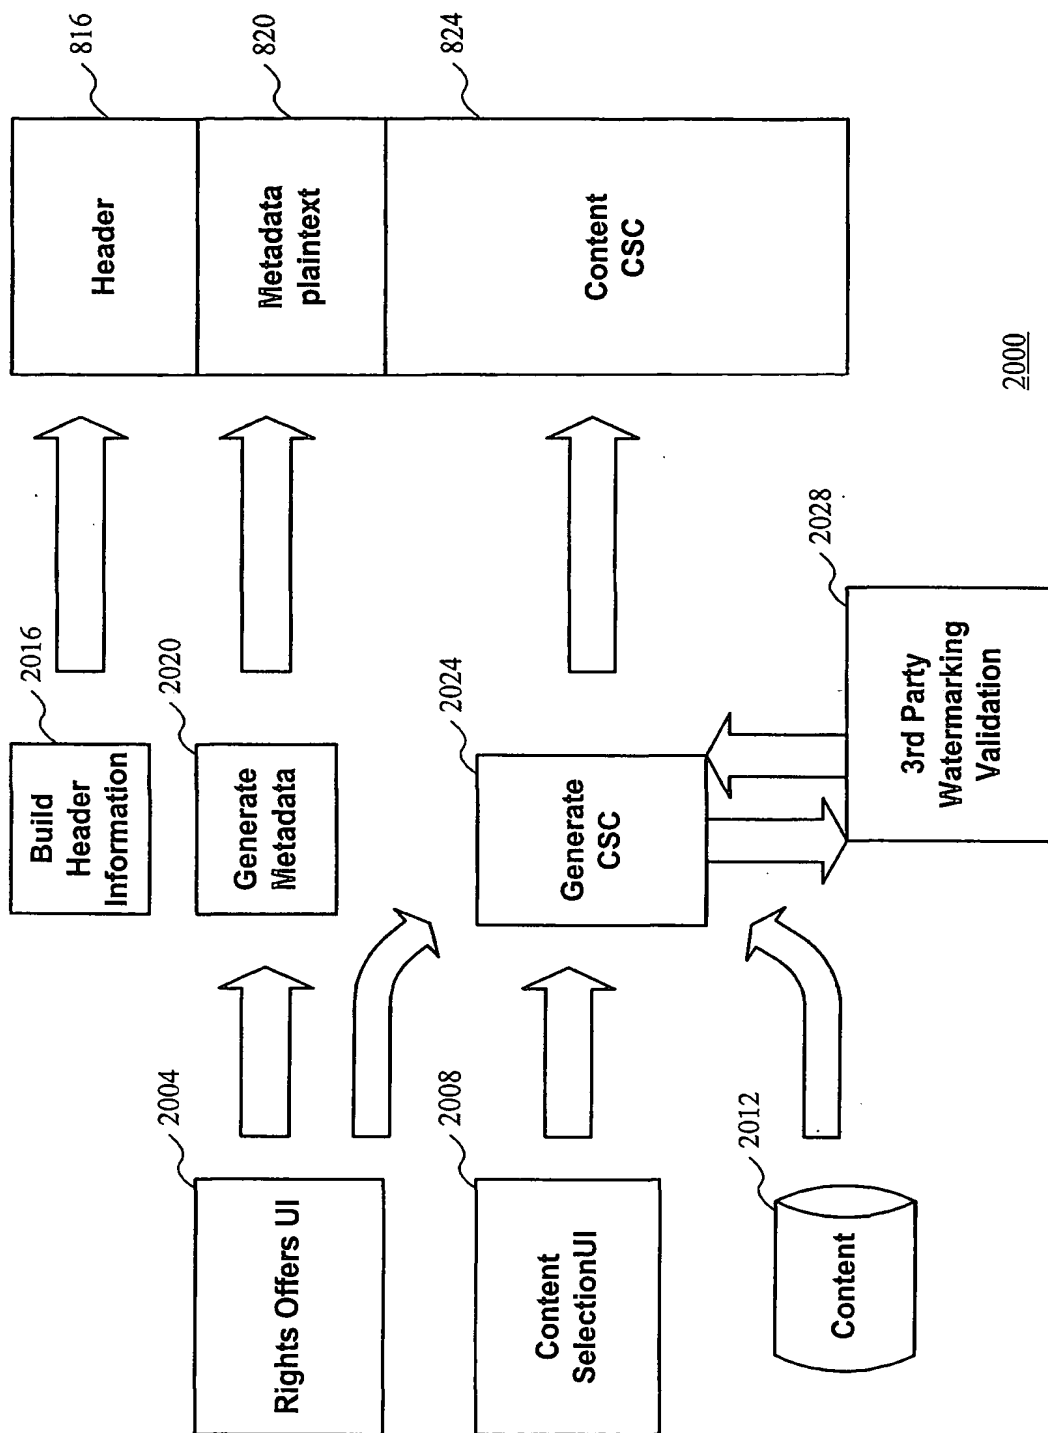 816
Header
820
Metadata
plaintext
824
Content
CSC
2016
Build
Header
Information
2020
Generate
Metadata
2024
Generate
CSC
2028
3rd Party
Watermarking
Validation
2004
Rights Offers UI
2008
Content
SelectionUI
2012
Content
2000